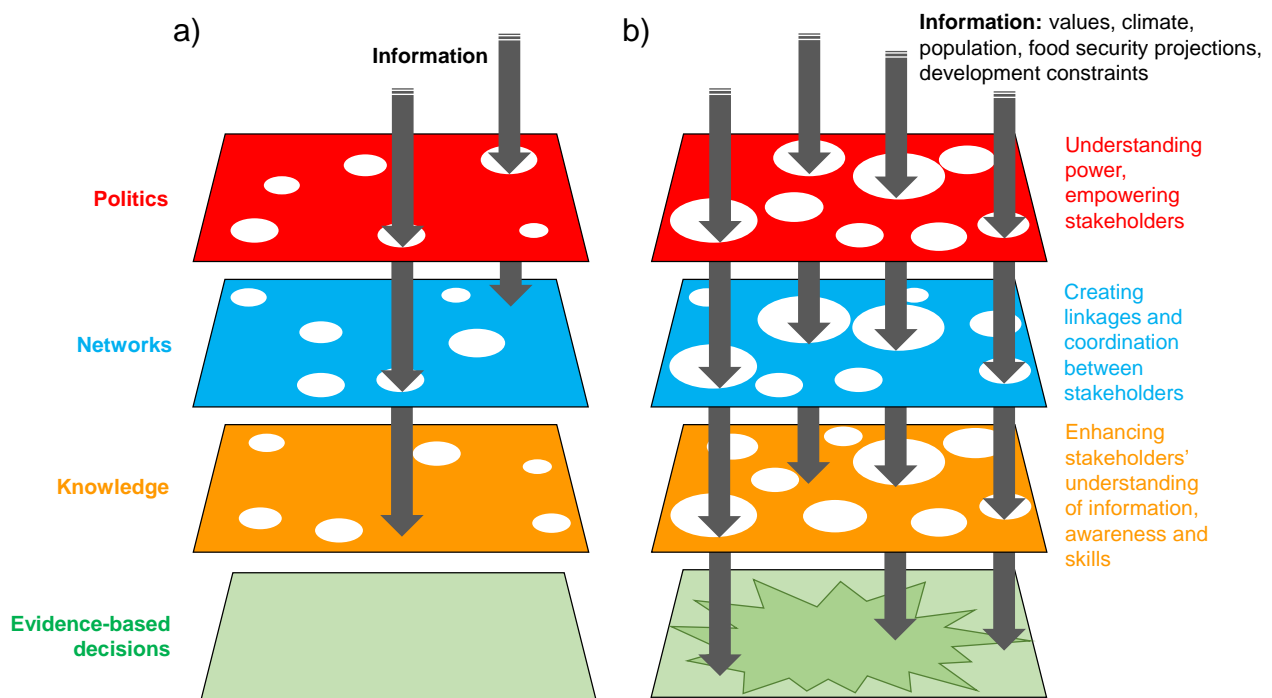 a)
Information
b)
Information: values, climate,
population, food security projections,
development constraints
Politics
Understanding
power,
empowering
stakeholders
Networks
Creating
linkages and
coordination
between
stakeholders
Knowledge
Enhancing
stakeholders’
understanding
of information,
awareness and
skills
Evidence-based
decisions